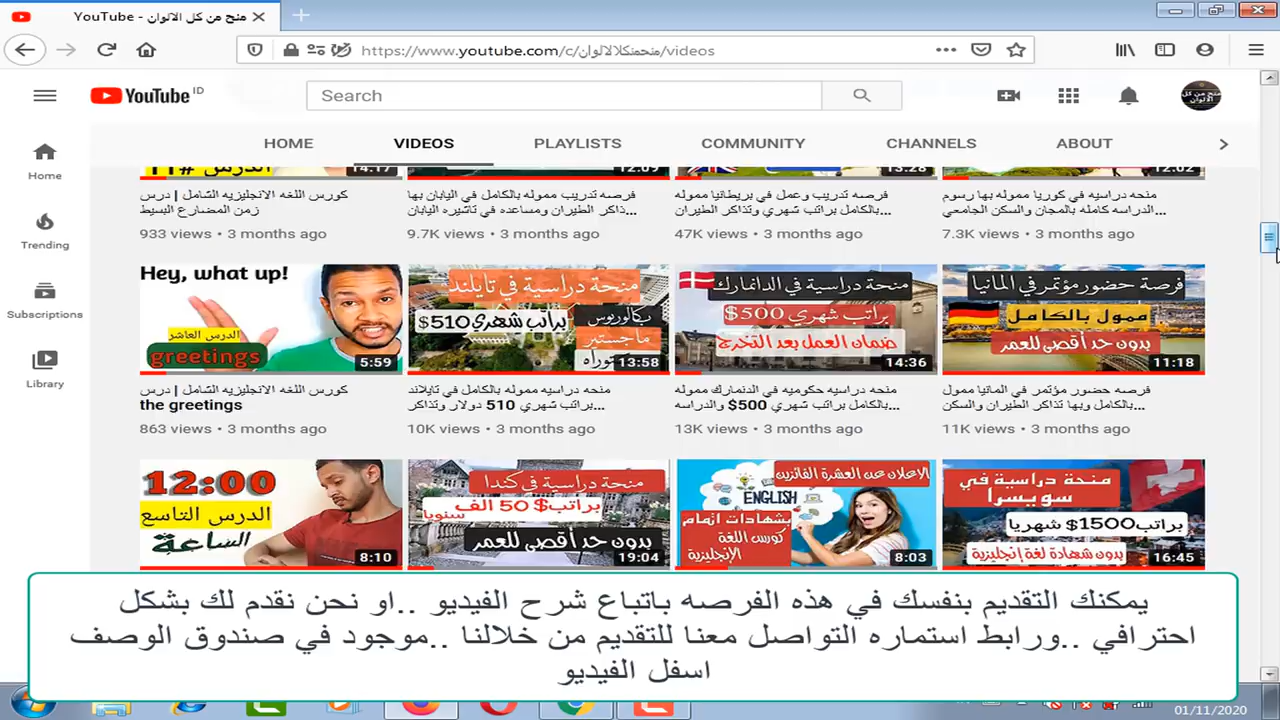 منح من كل الالوان - YouTube
https://www.youtube.com/c/منحمنكلالالوان/videos
YouTube ID
Search
HOME
VIDEOS
PLAYLISTS
COMMUNITY
CHANNELS
ABOUT
Home
Trending
Subscriptions
Library
14:17
12:09
13:28
12:02
كورس اللغه الانجليزيه الشامل | درس
زمن المضارع البسيط
933 views • 3 months ago
فرصه تدريب مموله بالكامل في اليابان بها
...تذاكر الطيران ومساعده في تاشيره اليابان
9.7K views • 3 months ago
فرصه تدريب وعمل في بريطانيا مموله
...بالكامل براتب شهري وتذاكر الطيران
47K views • 3 months ago
منحه دراسيه في كوريا مموله بها رسوم
...الدراسه كامله بالمجان والسكن الجامعي
7.3K views • 3 months ago
Hey, what up!
الدرس العاشر
greetings
5:59
منحة دراسية في تايلند
براتب شهري 510$
بكالوريوس
ماجستير
13:58
منحة دراسية في الدانمارك
براتب شهري 500$
ضمان العمل بعد التخرج
14:36
فرصة حضور مؤتمر في المانيا
ممول بالكامل
بدون حد أقصى للعمر
11:18
كورس اللغه الانجليزيه الشامل | درس
the greetings
863 views • 3 months ago
منحه دراسيه مموله بالكامل في تايلاند
...براتب شهري 510 دولار وتذاكر
10K views • 3 months ago
منحه دراسيه حكوميه في الدنمارك مموله
...بالكامل براتب شهري 500$ والدراسه
13K views • 3 months ago
فرصه حضور مؤتمر في المانيا ممول
...بالكامل وبها تذاكر الطيران والسكن
11K views • 3 months ago
12:00
الدرس التاسع
الساعة
8:10
منحة دراسية في كندا
براتب 50$ الف سنويا
بدون حد أقصى للعمر
19:04
الاعلان عن العشرة الفائزين
ENGLISH
بشهادات اتمام
كورس اللغة
الإنجليزية
8:03
منحة دراسية في
سويسرا
براتب 1500$ شهريا
بدون شهادة لغة إنجليزية
16:45
يمكنك التقديم بنفسك في هذه الفرصه باتباع شرح الفيديو ..او نحن نقدم لك بشكل
احترافي ..ورابط استماره التواصل معنا للتقديم من خلالنا ..موجود في صندوق الوصف
اسفل الفيديو
01/11/2020